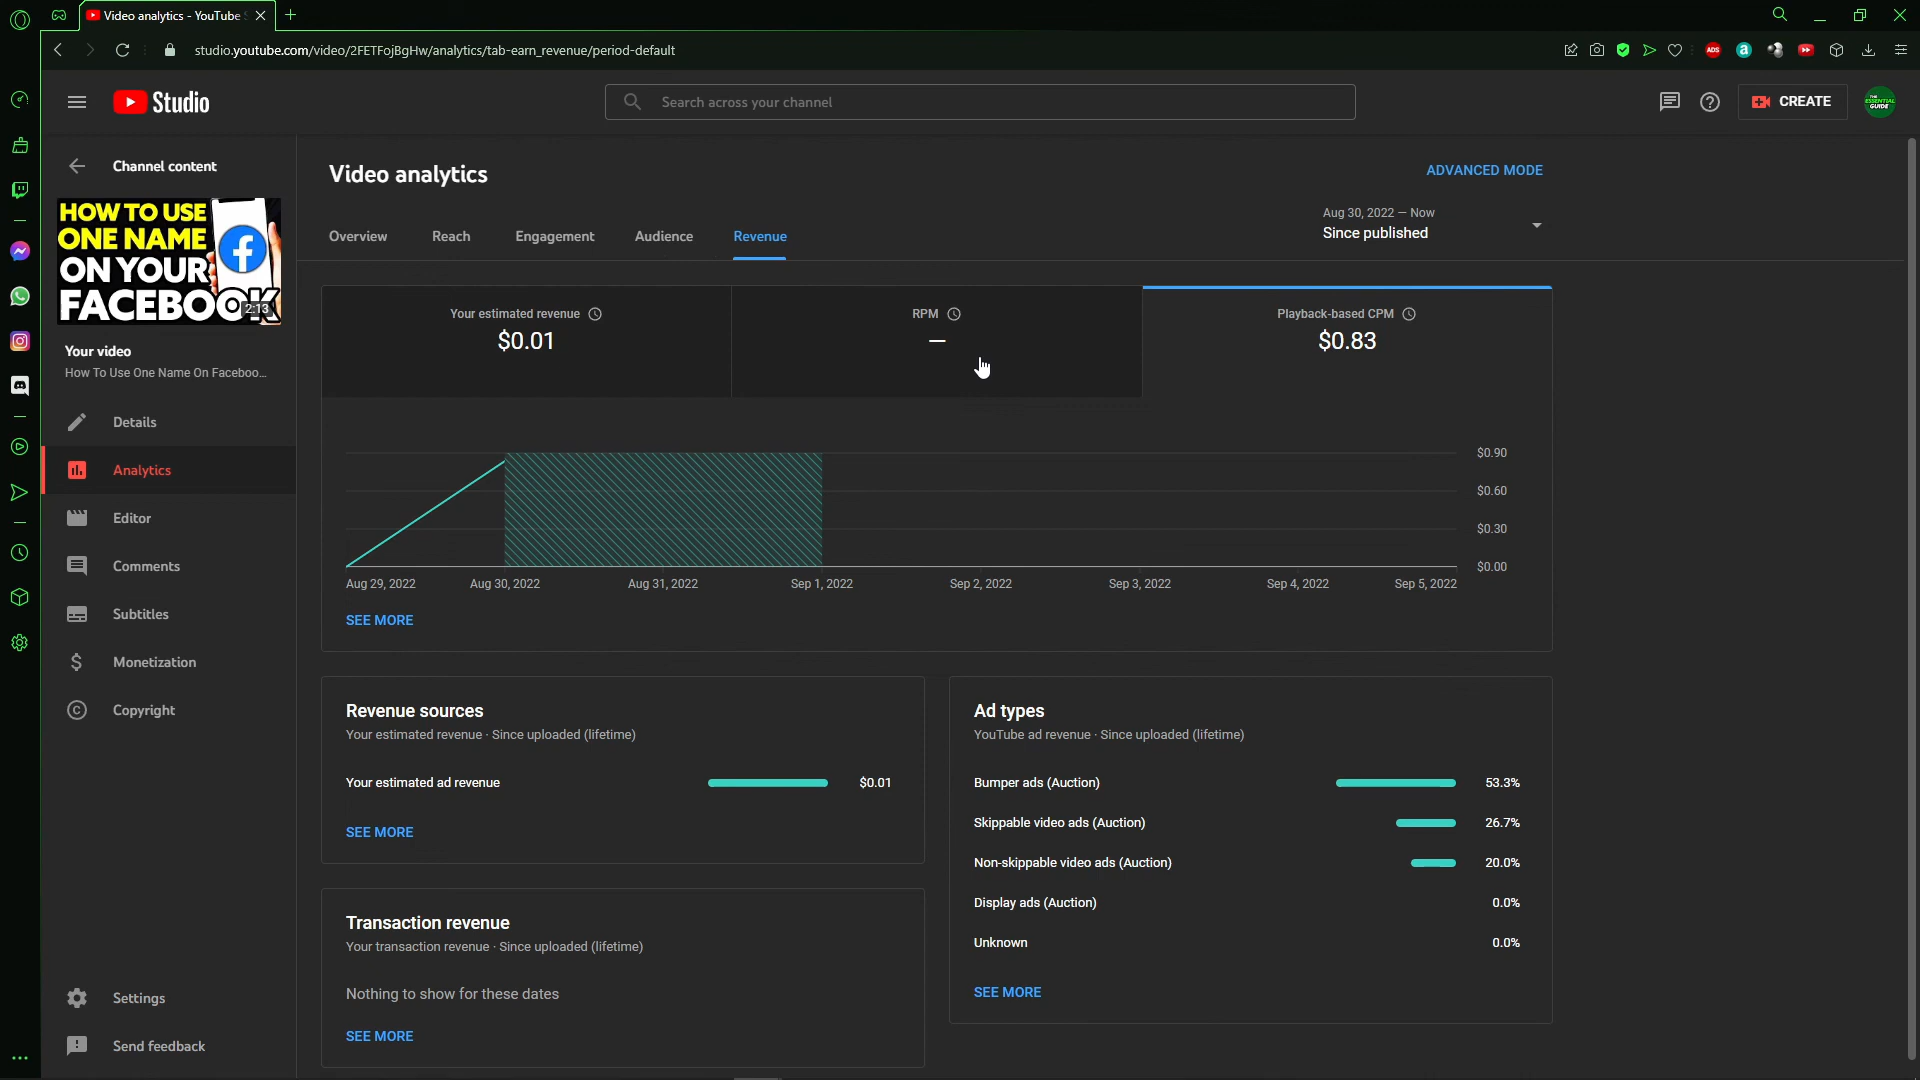 Video analytics - YouTube S
studio.youtube.com/video/2FETFojBgHw/analytics/tab-earn_revenue/period-default
ADS
a
Studio
Search across your channel
CREATE
THE
ESSENTIAL
GUIDE
Channel content
HOW TO USE
ONE NAME
ON YOUR
FACEBOOK
2:13
Your video
How To Use One Name On Faceboo...
Details
Analytics
Editor
Comments
Subtitles
Monetization
Copyright
Settings
Send feedback
Video analytics
ADVANCED MODE
Overview
Reach
Engagement
Audience
Revenue
Aug 30, 2022 – Now
Since published
Your estimated revenue
$0.01
RPM
—
Playback-based CPM
$0.83
$0.90
$0.60
$0.30
$0.00
Aug 29, 2022
Aug 30, 2022
Aug 31, 2022
Sep 1, 2022
Sep 2, 2022
Sep 3, 2022
Sep 4, 2022
Sep 5, 2022
SEE MORE
Revenue sources
Your estimated revenue · Since uploaded (lifetime)
Your estimated ad revenue
$0.01
SEE MORE
Transaction revenue
Your transaction revenue · Since uploaded (lifetime)
Nothing to show for these dates
SEE MORE
Ad types
YouTube ad revenue · Since uploaded (lifetime)
Bumper ads (Auction)
53.3%
Skippable video ads (Auction)
26.7%
Non-skippable video ads (Auction)
20.0%
Display ads (Auction)
0.0%
Unknown
0.0%
SEE MORE